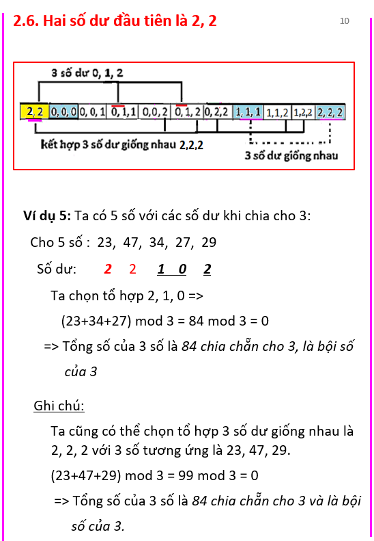 2.6. Hai số dư đầu tiên là 2, 2
10
3 số dư 0, 1, 2
2, 2 0,0,0 0,0,1 0,1,1 0,0,2 0,1,2 0,2,2 1,1,1 1,1,2 1,2,2 2,2,2
kết hợp 3 số dư giống nhau 2,2,2
3 số dư giống nhau
Ví dụ 5: Ta có 5 số với các số dư khi chia cho 3:
Cho 5 số : 23, 47, 34, 27, 29
Số dư: 2 2 1 0 2
Ta chọn tổ hợp 2, 1, 0 =>
(23+34+27) mod 3 = 84 mod 3 = 0
=> Tổng số của 3 số là 84 chia chẵn cho 3, là bội số
của 3
Ghi chú:
Ta cũng có thể chọn tổ hợp 3 số dư giống nhau là
2, 2, 2 với 3 số tương ứng là 23, 47, 29.
(23+47+29) mod 3 = 99 mod 3 = 0
=> Tổng số của 3 số là 84 chia chẵn cho 3 và là bội
số của 3.